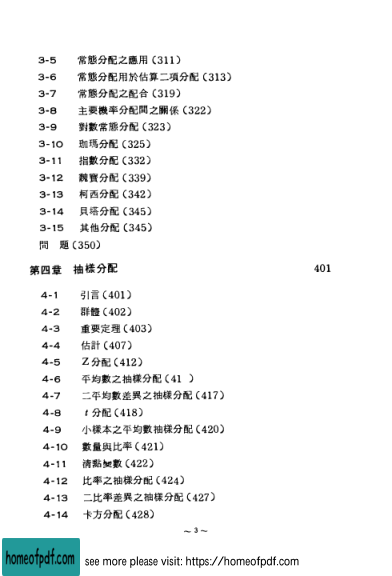 3-5 常態分配之應用(311)
3-6 常態分配用於估算二項分配(313)
3-7 常態分配之配合(319)
3-8 主要機率分配間之關係(322)
3-9 對數常態分配(323)
3-10 珈瑪分配(325)
3-11 指數分配(332)
3-12 魏寶分配(339)
3-13 柯西分配(342)
3-14 貝塔分配(345)
3-15 其他分配(345)
問 題(350)
第四章 抽樣分配 401
4-1 引言(401)
4-2 群體(402)
4-3 重要定理(403)
4-4 估計(407)
4-5 Z分配(412)
4-6 平均數之抽樣分配(41 )
4-7 二平均數差異之抽樣分配(417)
4-8 t分配(418)
4-9 小樣本之平均數抽樣分配(420)
4-10 數量與比率(421)
4-11 清點變數(422)
4-12 比率之抽樣分配(424)
4-13 二比率差異之抽樣分配(427)
4-14 卡方分配(428)
~3~
homeofpdf.com see more please visit: https://homeofpdf.com